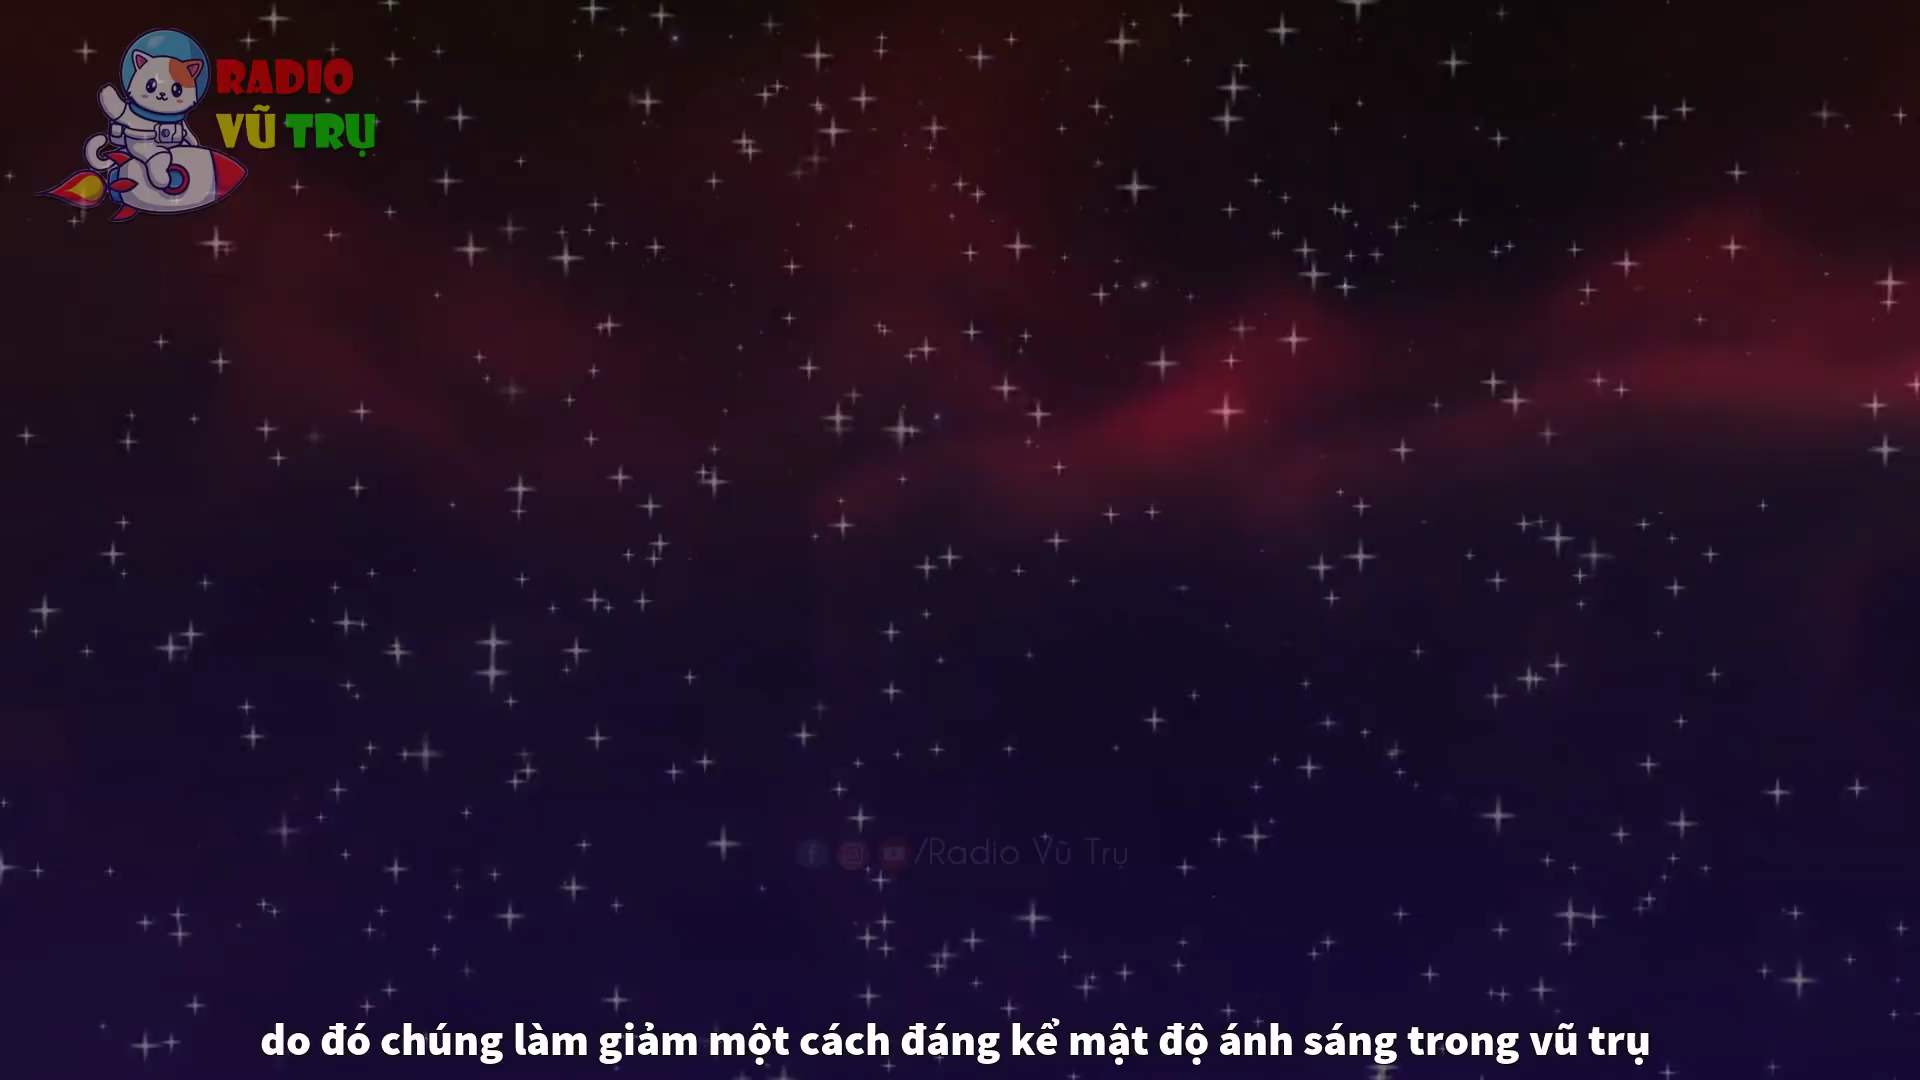 RADIO
VŨ TRỤ
/Radio Vũ Trụ
do đó chúng làm giảm một cách đáng kể mật độ ánh sáng trong vũ trụ